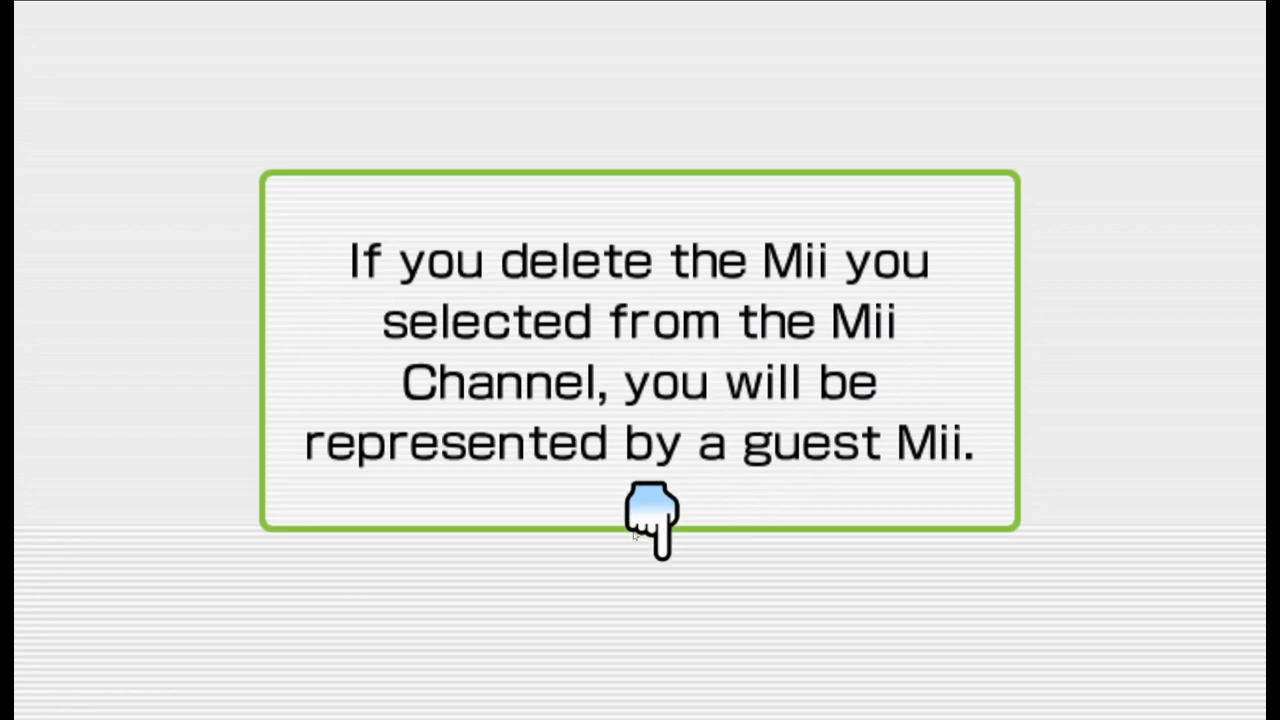 If you delete the Mii you
selected from the Mii
Channel, you will be
represented by a guest Mii.